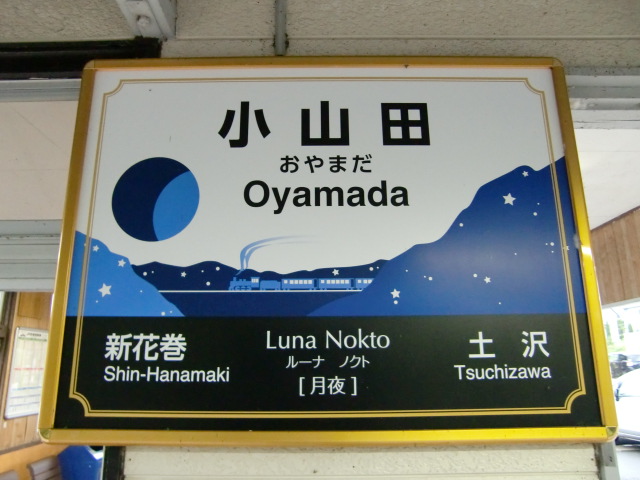 小山田
おやまだ
Oyamada
新花巻
Shin-Hanamaki
Luna Nokto
ルーナ ノクト
[月夜]
土沢
Tsuchizawa